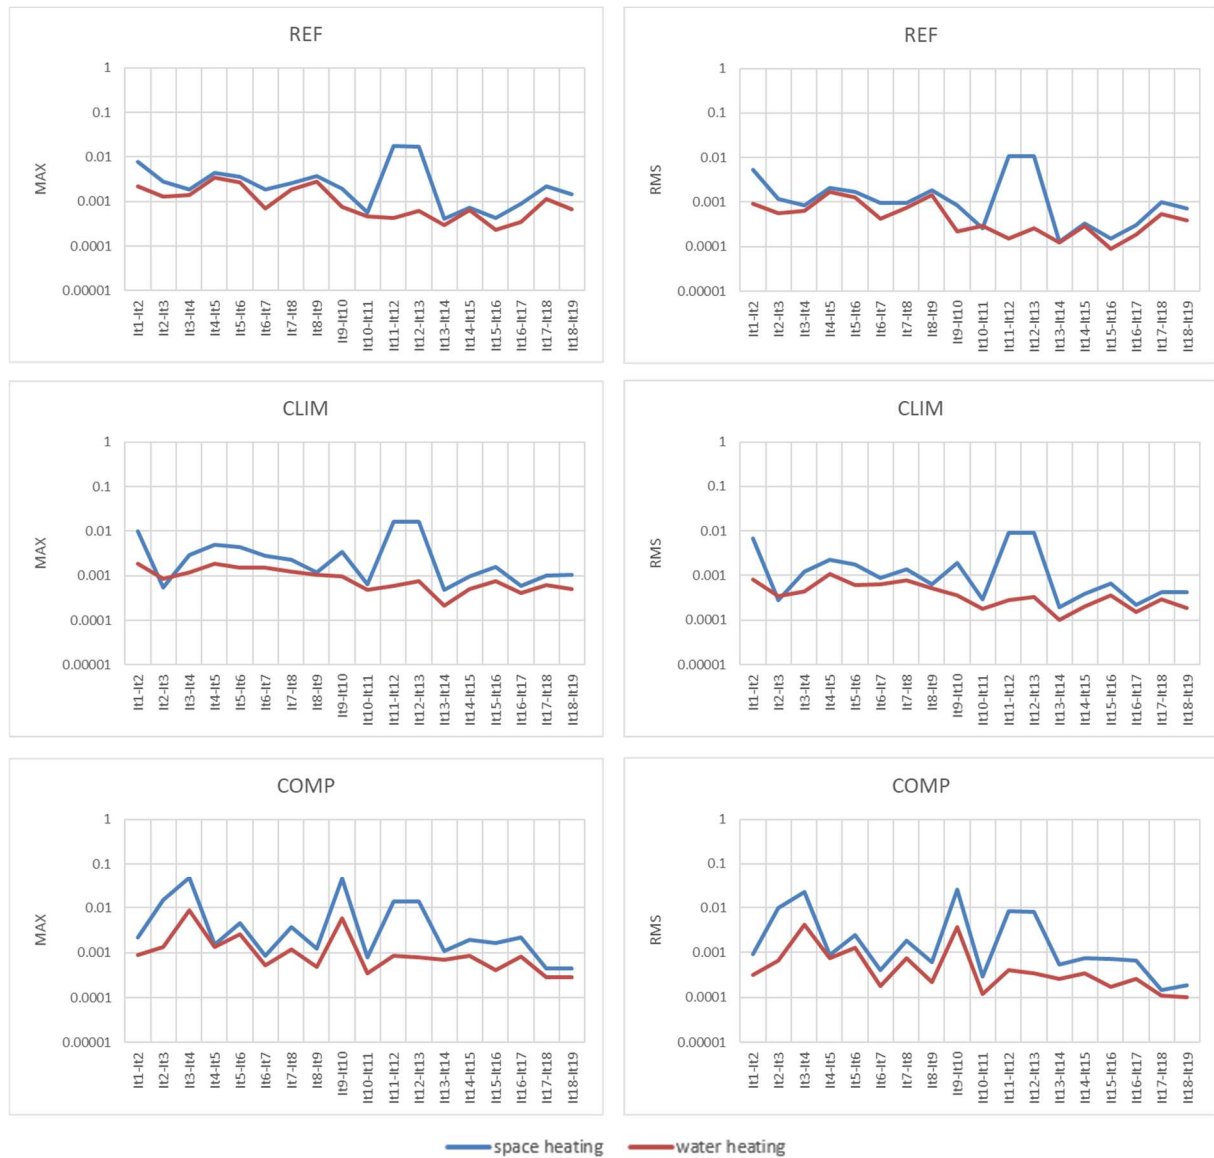 REF
1
0.1
0.01
0.001
0.0001
0.00001
MAX
It1-It2
It2-It3
It3-It4
It4-It5
It5-It6
It6-It7
It7-It8
It8-It9
It9-It10
It10-It11
It11-It12
It12-It13
It13-It14
It14-It15
It15-It16
It16-It17
It17-It18
It18-It19
REF
1
0.1
0.01
0.001
0.0001
0.00001
RMS
It1-It2
It2-It3
It3-It4
It4-It5
It5-It6
It6-It7
It7-It8
It8-It9
It9-It10
It10-It11
It11-It12
It12-It13
It13-It14
It14-It15
It15-It16
It16-It17
It17-It18
It18-It19
CLIM
1
0.1
0.01
0.001
0.0001
0.00001
MAX
It1-It2
It2-It3
It3-It4
It4-It5
It5-It6
It6-It7
It7-It8
It8-It9
It9-It10
It10-It11
It11-It12
It12-It13
It13-It14
It14-It15
It15-It16
It16-It17
It17-It18
It18-It19
CLIM
1
0.1
0.01
0.001
0.0001
0.00001
RMS
It1-It2
It2-It3
It3-It4
It4-It5
It5-It6
It6-It7
It7-It8
It8-It9
It9-It10
It10-It11
It11-It12
It12-It13
It13-It14
It14-It15
It15-It16
It16-It17
It17-It18
It18-It19
COMP
1
0.1
0.01
0.001
0.0001
0.00001
MAX
It1-It2
It2-It3
It3-It4
It4-It5
It5-It6
It6-It7
It7-It8
It8-It9
It9-It10
It10-It11
It11-It12
It12-It13
It13-It14
It14-It15
It15-It16
It16-It17
It17-It18
It18-It19
COMP
1
0.1
0.01
0.001
0.0001
0.00001
RMS
It1-It2
It2-It3
It3-It4
It4-It5
It5-It6
It6-It7
It7-It8
It8-It9
It9-It10
It10-It11
It11-It12
It12-It13
It13-It14
It14-It15
It15-It16
It16-It17
It17-It18
It18-It19
space heating water heating